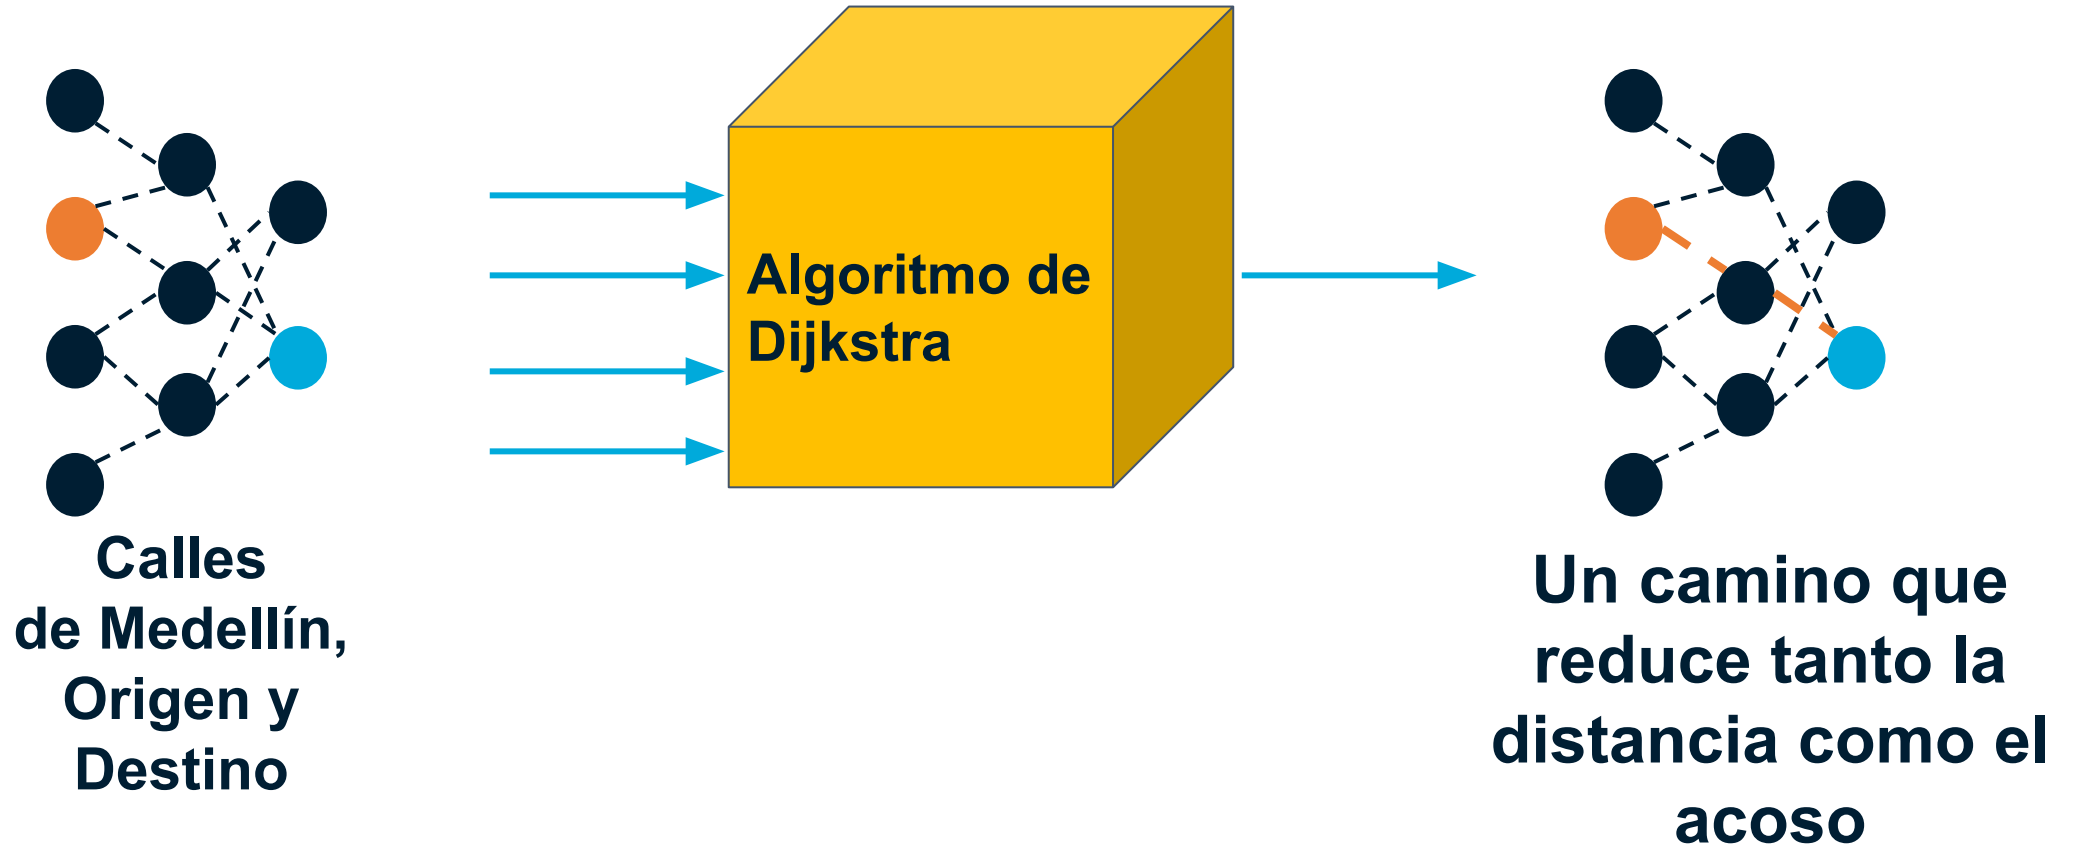 Algoritmo de
Dijkstra
Calles
de Medellín,
Origen y
Destino
Un camino que
reduce tanto la
distancia como el
acoso